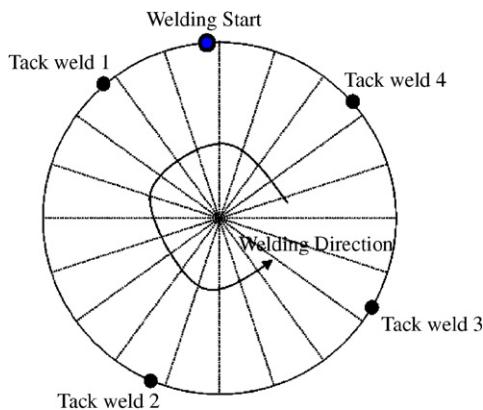 Welding Start
Tack weld 1
Tack weld 4
Welding Direction
Tack weld 3
Tack weld 2